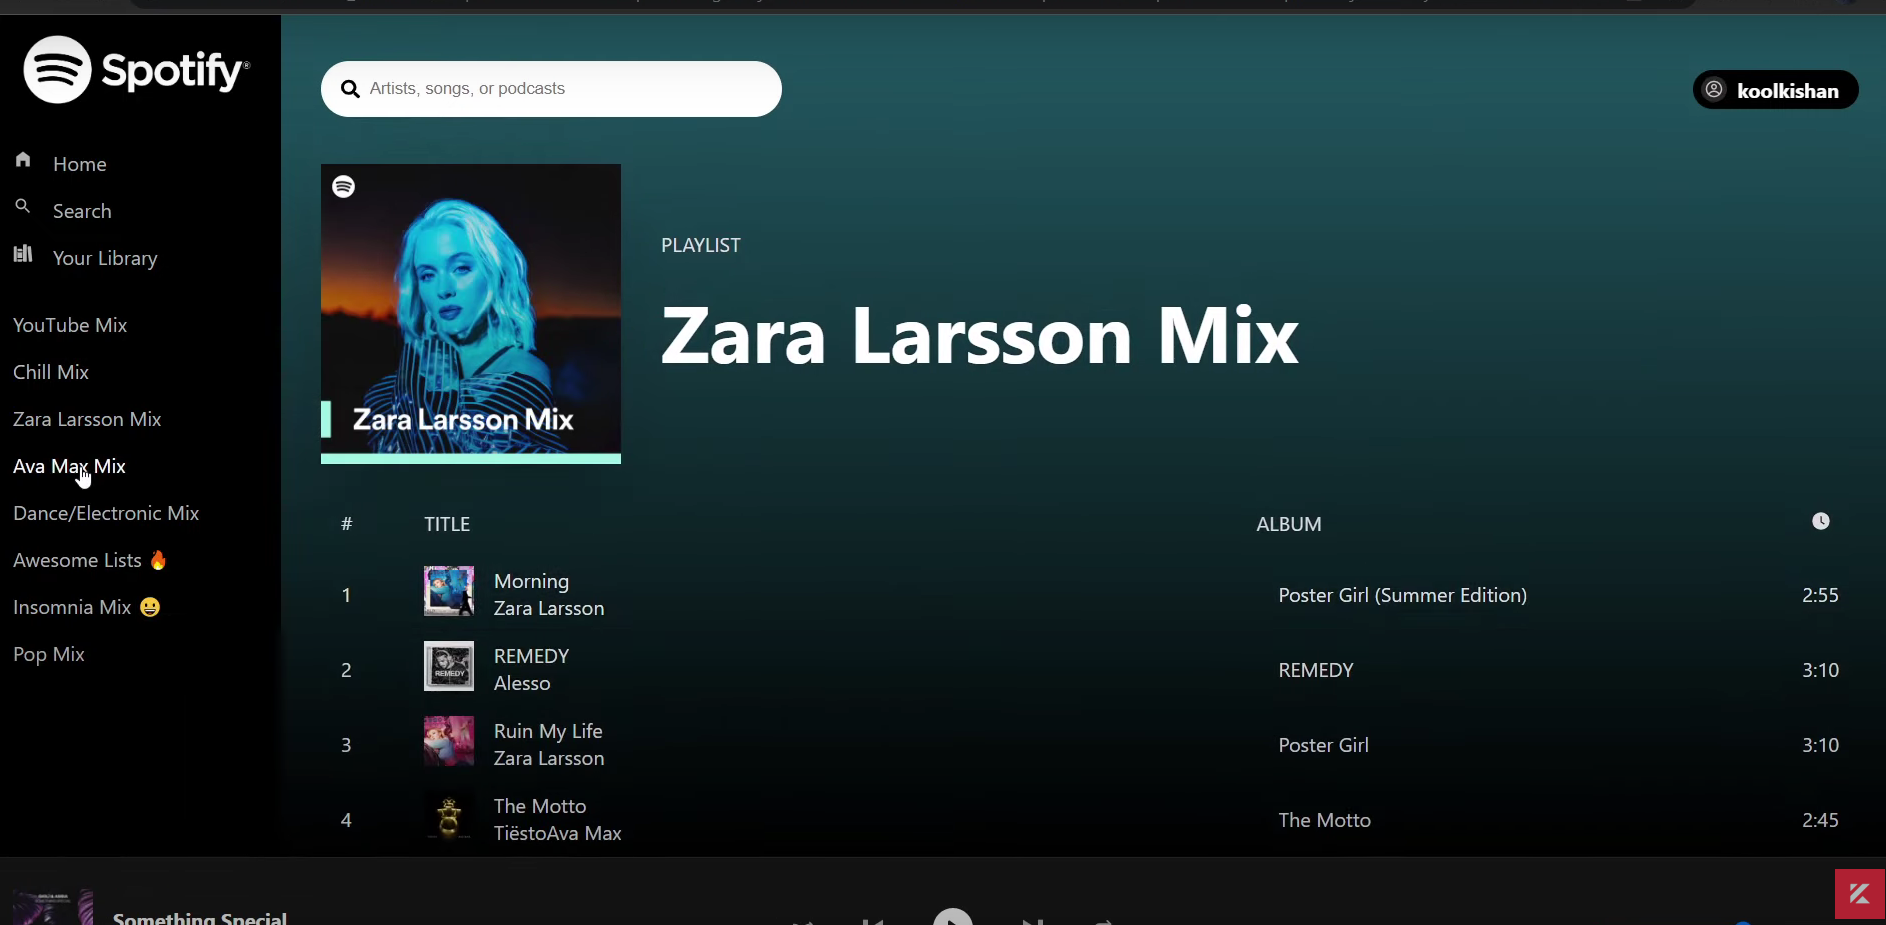 Spotify®
Artists, songs, or podcasts
koolkishan
Home
Search
Your Library
YouTube Mix
Chill Mix
Zara Larsson Mix
Ava Max Mix
Dance/Electronic Mix
Awesome Lists 🔥
Insomnia Mix 😀
Pop Mix
Zara Larsson Mix
PLAYLIST
Zara Larsson Mix
# TITLE ALBUM
1 Morning Poster Girl (Summer Edition) 2:55
Zara Larsson
2 REMEDY REMEDY 3:10
Alesso
REMEDY
3 Ruin My Life Poster Girl 3:10
Zara Larsson
4 The Motto The Motto 2:45
TiëstoAva Max
Something Special